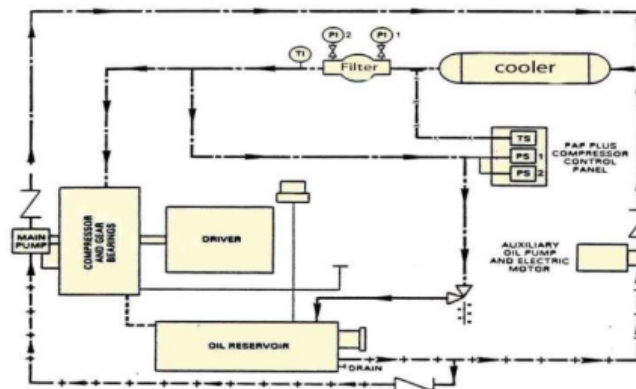 PI 2
PI 1
TI
Filter
cooler
TS
PS 1
PS 2
PAP PLUS
COMPRESSOR
CONTROL
PANEL
COMPRESSOR
AND GEAR
BEARINGS
DRIVER
MAIN
PUMP
AUXILIARY
OIL PUMP
AND ELECTRIC
MOTOR
OIL RESERVOIR
DRAIN